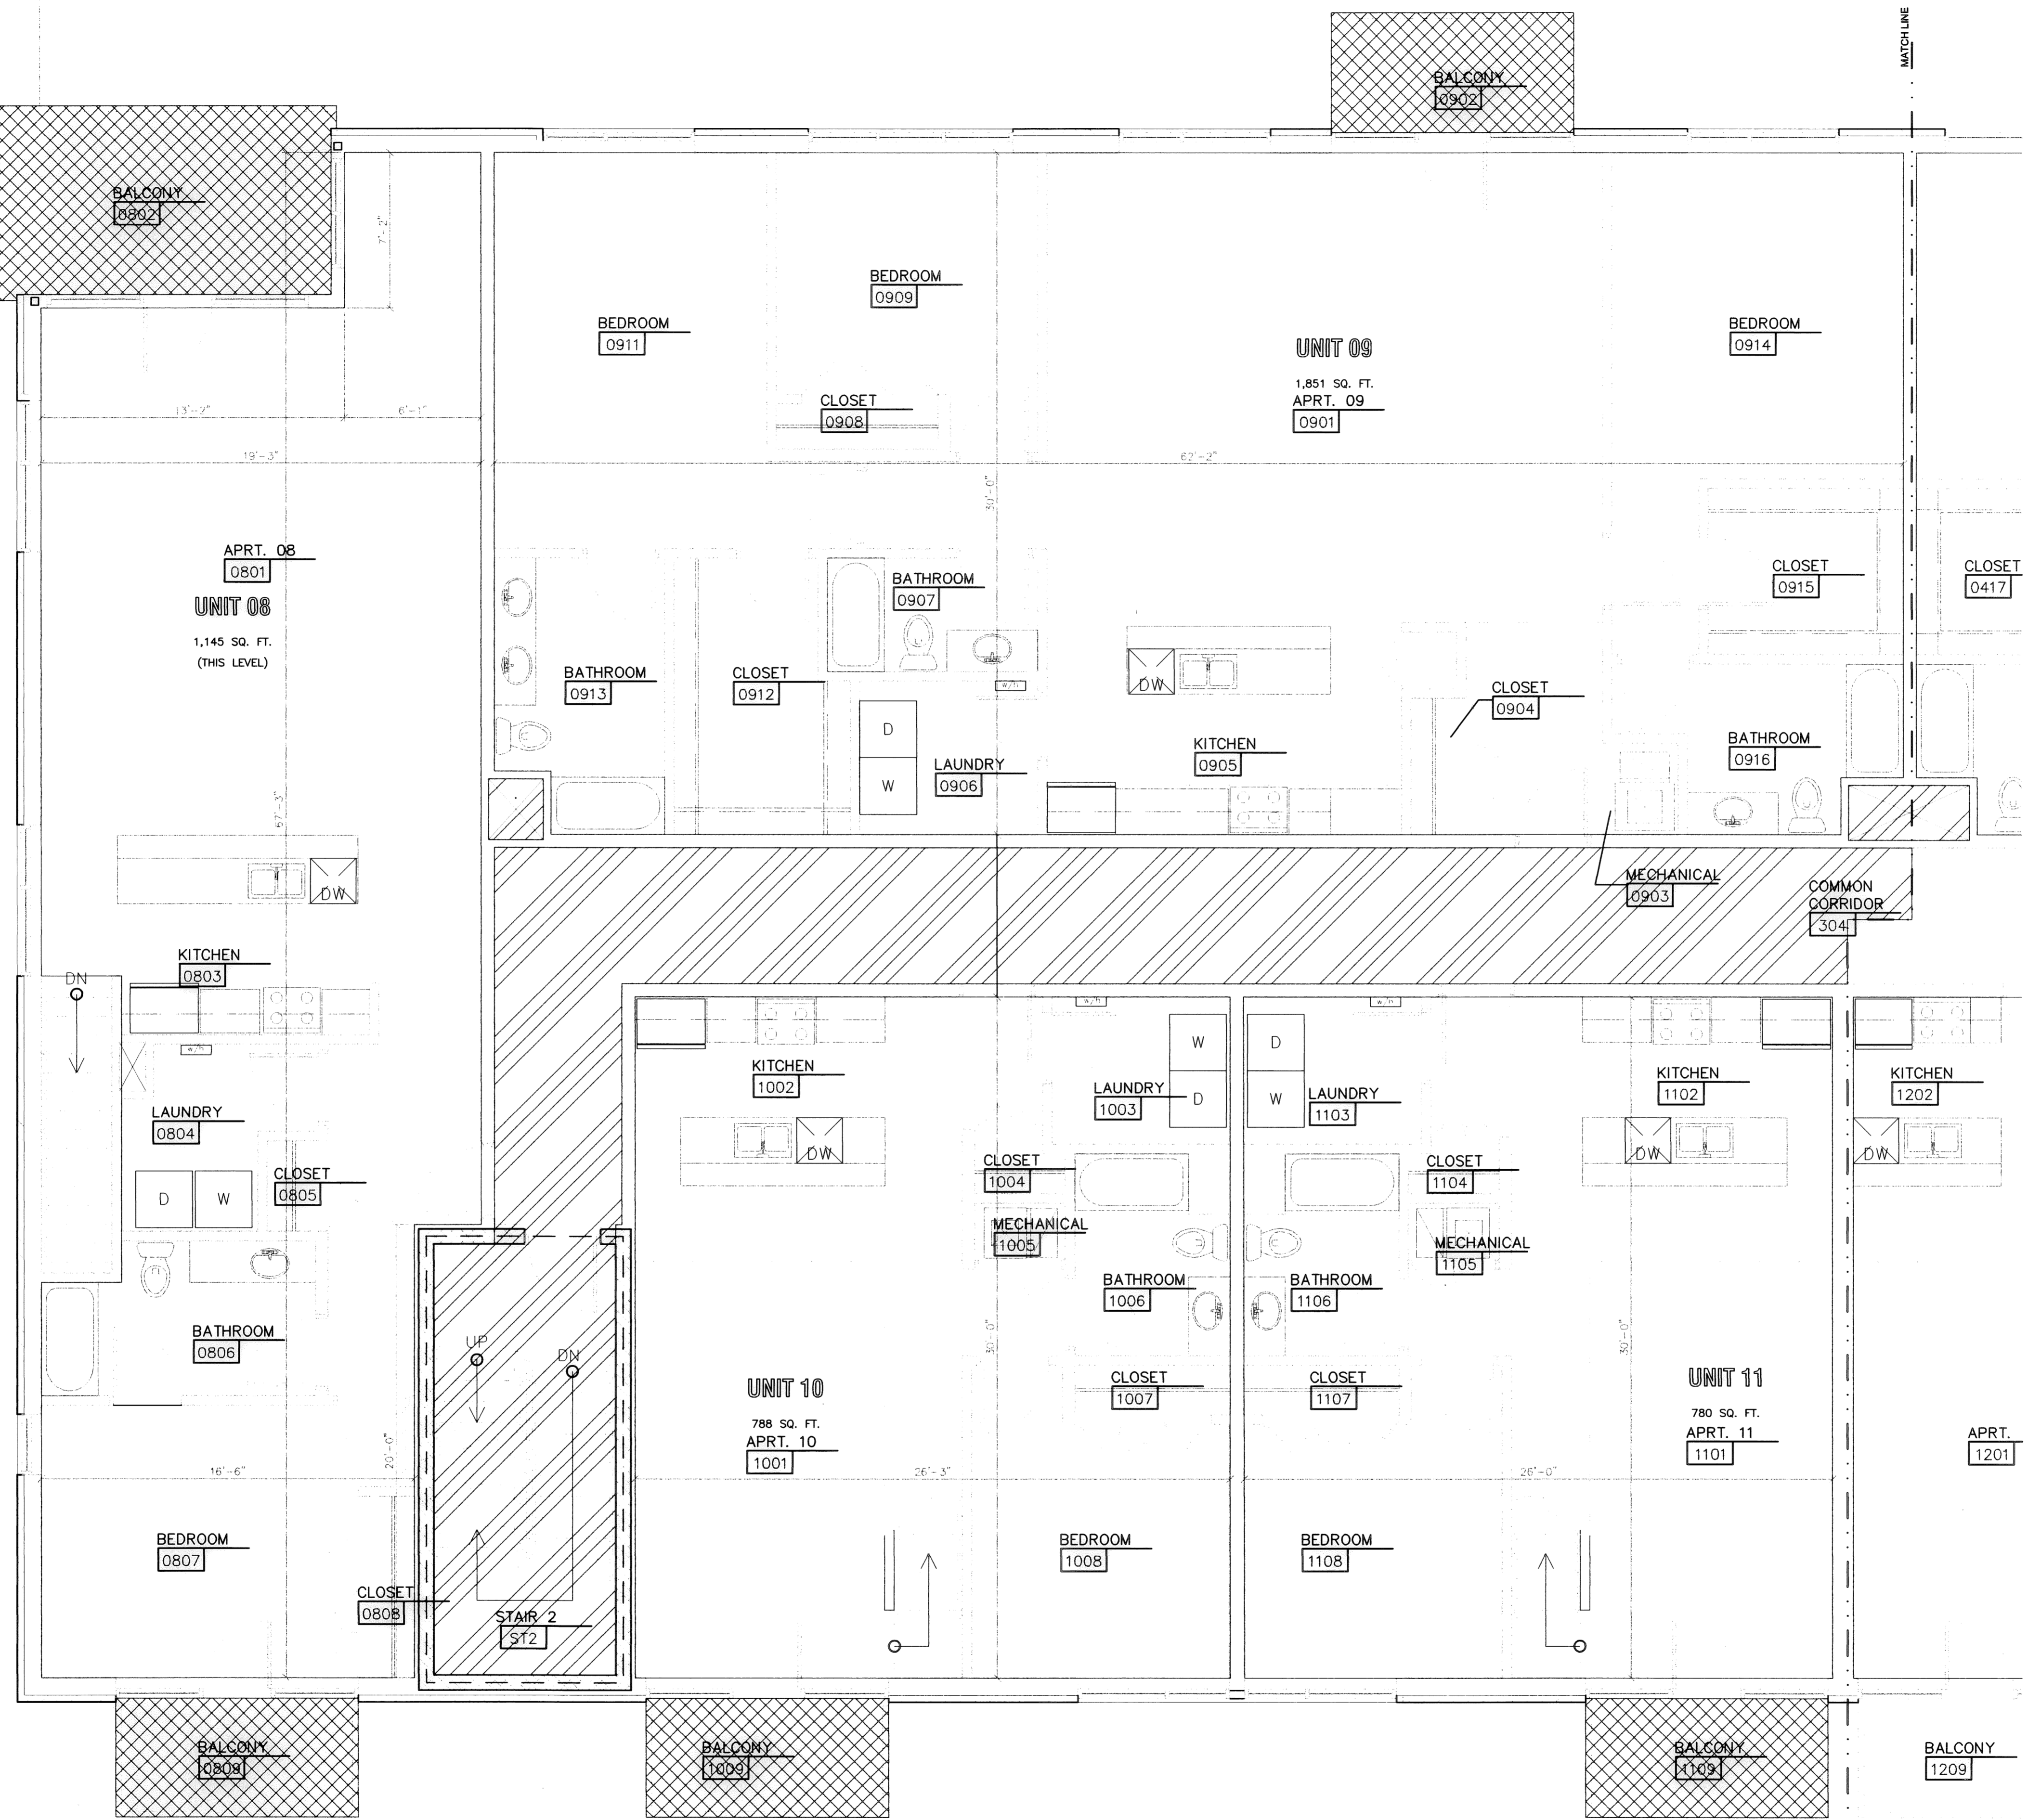 MATCH LINE
BALCONY
0902
BALCONY
0802
7'-2"
BEDROOM
0909
BEDROOM
0911
BEDROOM
0914
UNIT 09
1,851 SQ. FT.
APRT. 09
0901
CLOSET
0908
13'-2"
6'-1"
19'-3"
62'-2"
30'-0"
APRT. 08
0801
UNIT 08
1,145 SQ. FT.
(THIS LEVEL)
BATHROOM
0907
CLOSET
0915
CLOSET
0417
BATHROOM
0913
CLOSET
0912
w/h
DW
CLOSET
0904
D
W
LAUNDRY
0906
KITCHEN
0905
BATHROOM
0916
67'-3"
DW
MECHANICAL
0903
COMMON
CORRIDOR
304
KITCHEN
0803
DN
w/h
w/h
w/h
KITCHEN
1002
W
D
LAUNDRY
1003
D
W
LAUNDRY
1103
KITCHEN
1102
KITCHEN
1202
LAUNDRY
0804
DW
DW
DW
CLOSET
0805
D
W
CLOSET
1004
CLOSET
1104
MECHANICAL
1005
MECHANICAL
1105
BATHROOM
1006
BATHROOM
1106
BATHROOM
0806
UP
DN
30'-0"
30'-0"
UNIT 10
788 SQ. FT.
APRT. 10
1001
CLOSET
1007
CLOSET
1107
UNIT 11
780 SQ. FT.
APRT. 11
1101
APRT.
1201
16'-6"
20'-0"
26'-3"
26'-0"
BEDROOM
0807
BEDROOM
1008
BEDROOM
1108
CLOSET
0808
STAIR 2
ST2
BALCONY
0809
BALCONY
1009
BALCONY
1109
BALCONY
1209